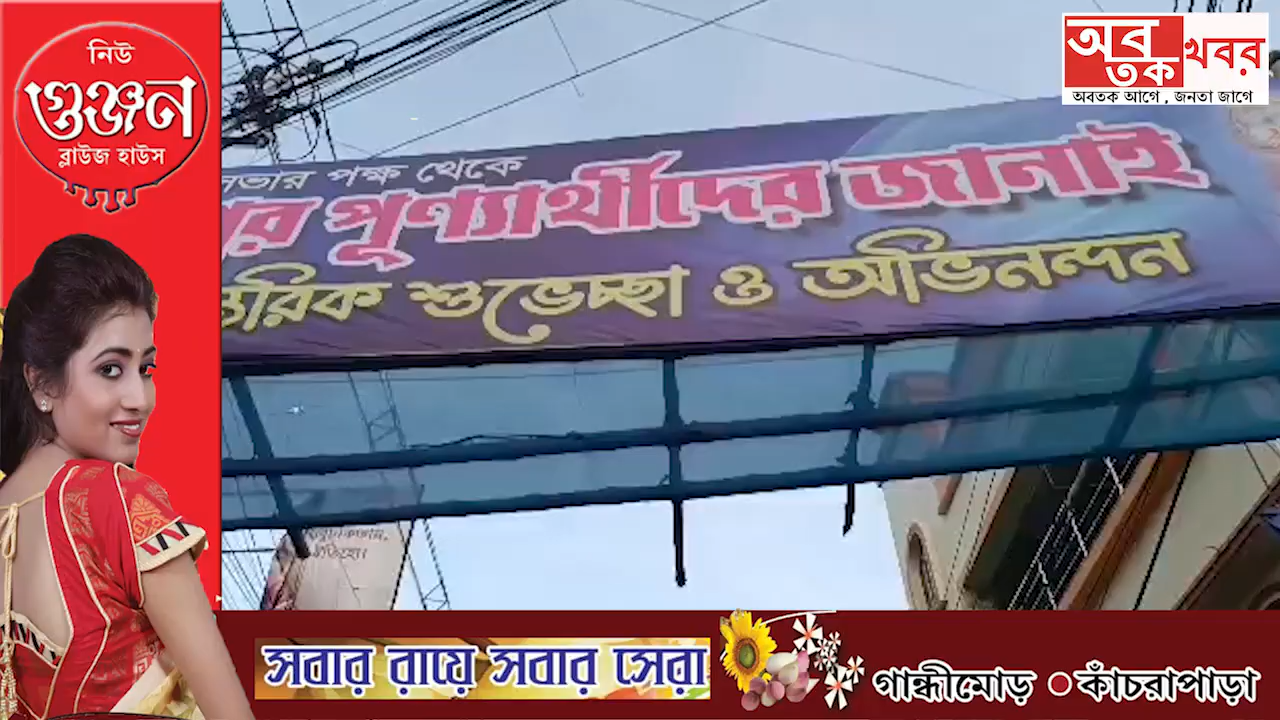 নিউ
গুঞ্জন
ব্লাউজ হাউস
অব
তক
খবর
অবতক আগে , জনতা জাগে
পক্ষ থেকে
পুণ্যার্থীদের জানাই
শুভেচ্ছা ও অভিনন্দন
সবার রায়ে সবার সেরা
গান্ধীমোড় কাঁচরাপাড়া